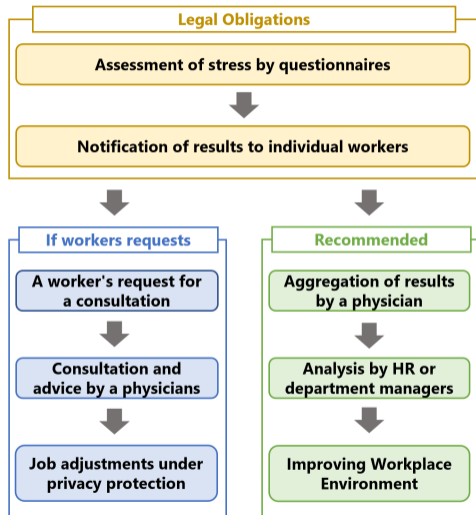 Legal Obligations
Assessment of stress by questionnaires
Notification of results to individual workers
If workers requests
A worker's request for
a consultation
Consultation and
advice by a physicians
Job adjustments under
privacy protection
Recommended
Aggregation of results
by a physician
Analysis by HR or
department managers
Improving Workplace
Environment